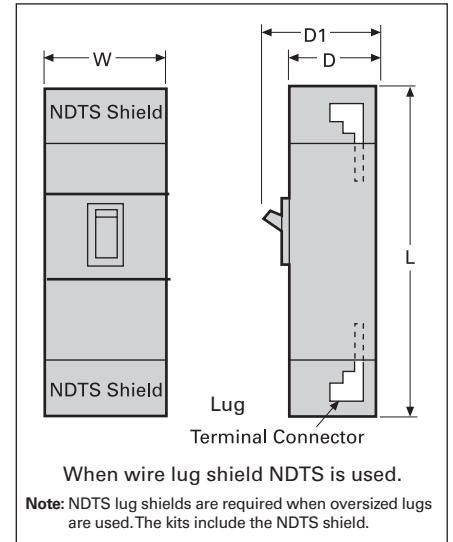 D1
W
D
NDTS Shield
L
NDTS Shield
Lug
Terminal Connector
When wire lug shield NDTS is used.
Note: NDTS lug shields are required when oversized lugs
are used. The kits include the NDTS shield.